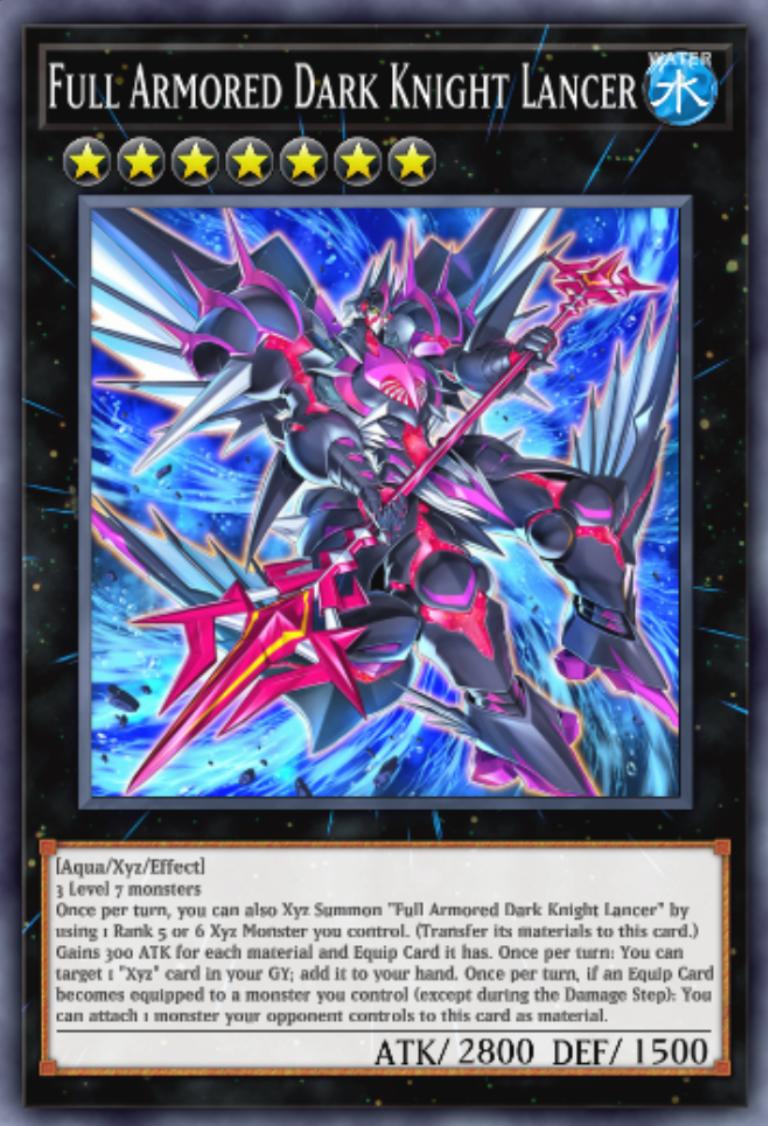 FULL ARMORED DARK KNIGHT LANCER
WATER
水
[Aqua/Xyz/Effect]
3 Level 7 monsters
Once per turn, you can also Xyz Summon "Full Armored Dark Knight Lancer" by
using 1 Rank 5 or 6 Xyz Monster you control. (Transfer its materials to this card.)
Gains 300 ATK for each material and Equip Card it has. Once per turn: You can
target 1 "Xyz" card in your GY; add it to your hand. Once per turn, if an Equip Card
becomes equipped to a monster you control (except during the Damage Step): You
can attach 1 monster your opponent controls to this card as material.
ATK/ 2800 DEF/ 1500